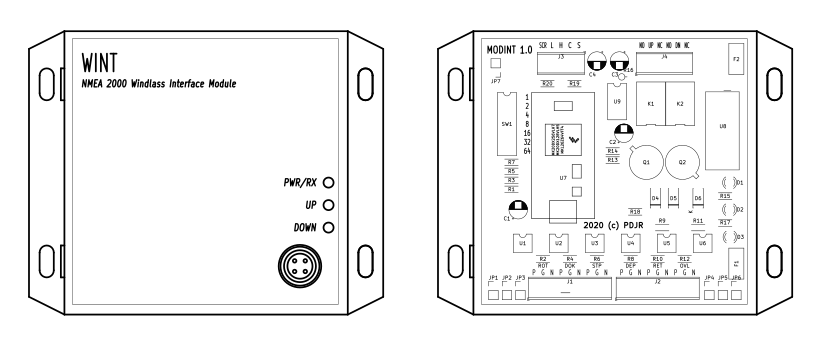 WINT
NMEA 2000 Windlass Interface Module
PWR/RX
UP
DOWN
MODINT 1.0
SCR L H C S
NO UP NC NO DN NC
J3
J4
F2
C4
C3
R16
JP7
R20
R19
U9
K1
K2
U8
SW1
1
2
4
8
16
32
64
C2
R14
R13
Q1
Q2
R7
R5
R3
R1
U7
D1
R15
D4
D5
D6
D2
C1
R18
R9
R11
R17
2020 (c) PDJR
D3
U1
U2
U3
U4
U5
U6
R2
R4
R6
R8
R10
R12
F1
ROT
DOK
STP
DEP
RET
OVL
P G N P G N P G N P G N P G N P G N
JP1
JP2
JP3
J1
J2
JP4
JP5
JP6